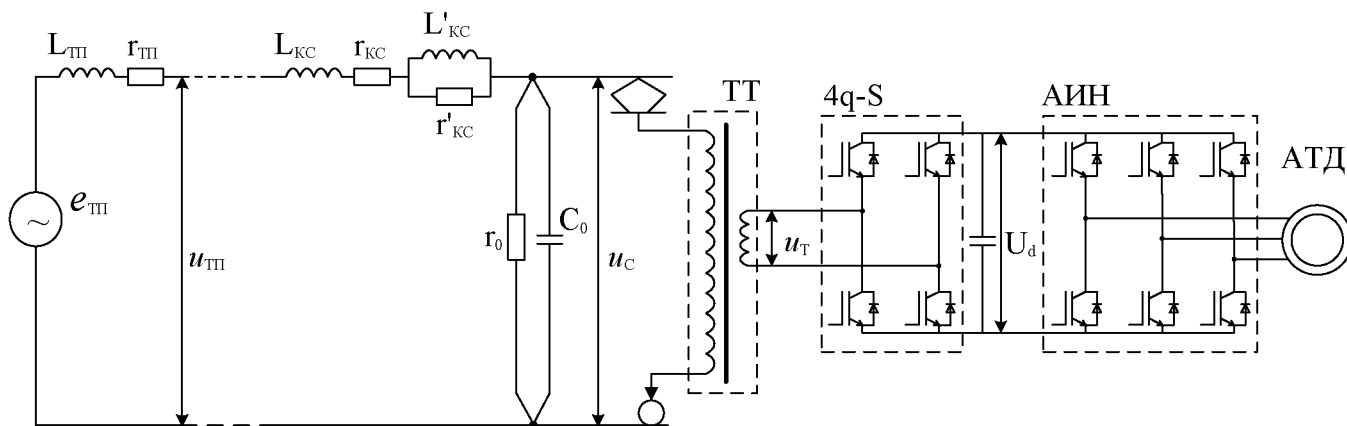 L_ТП
r_ТП
L_КС
r_КС
L'_КС
r'_КС
ТТ
4q-S
АИН
АТД
e_ТП
~
u_ТП
r_0
C_0
u_С
u_Т
U_d